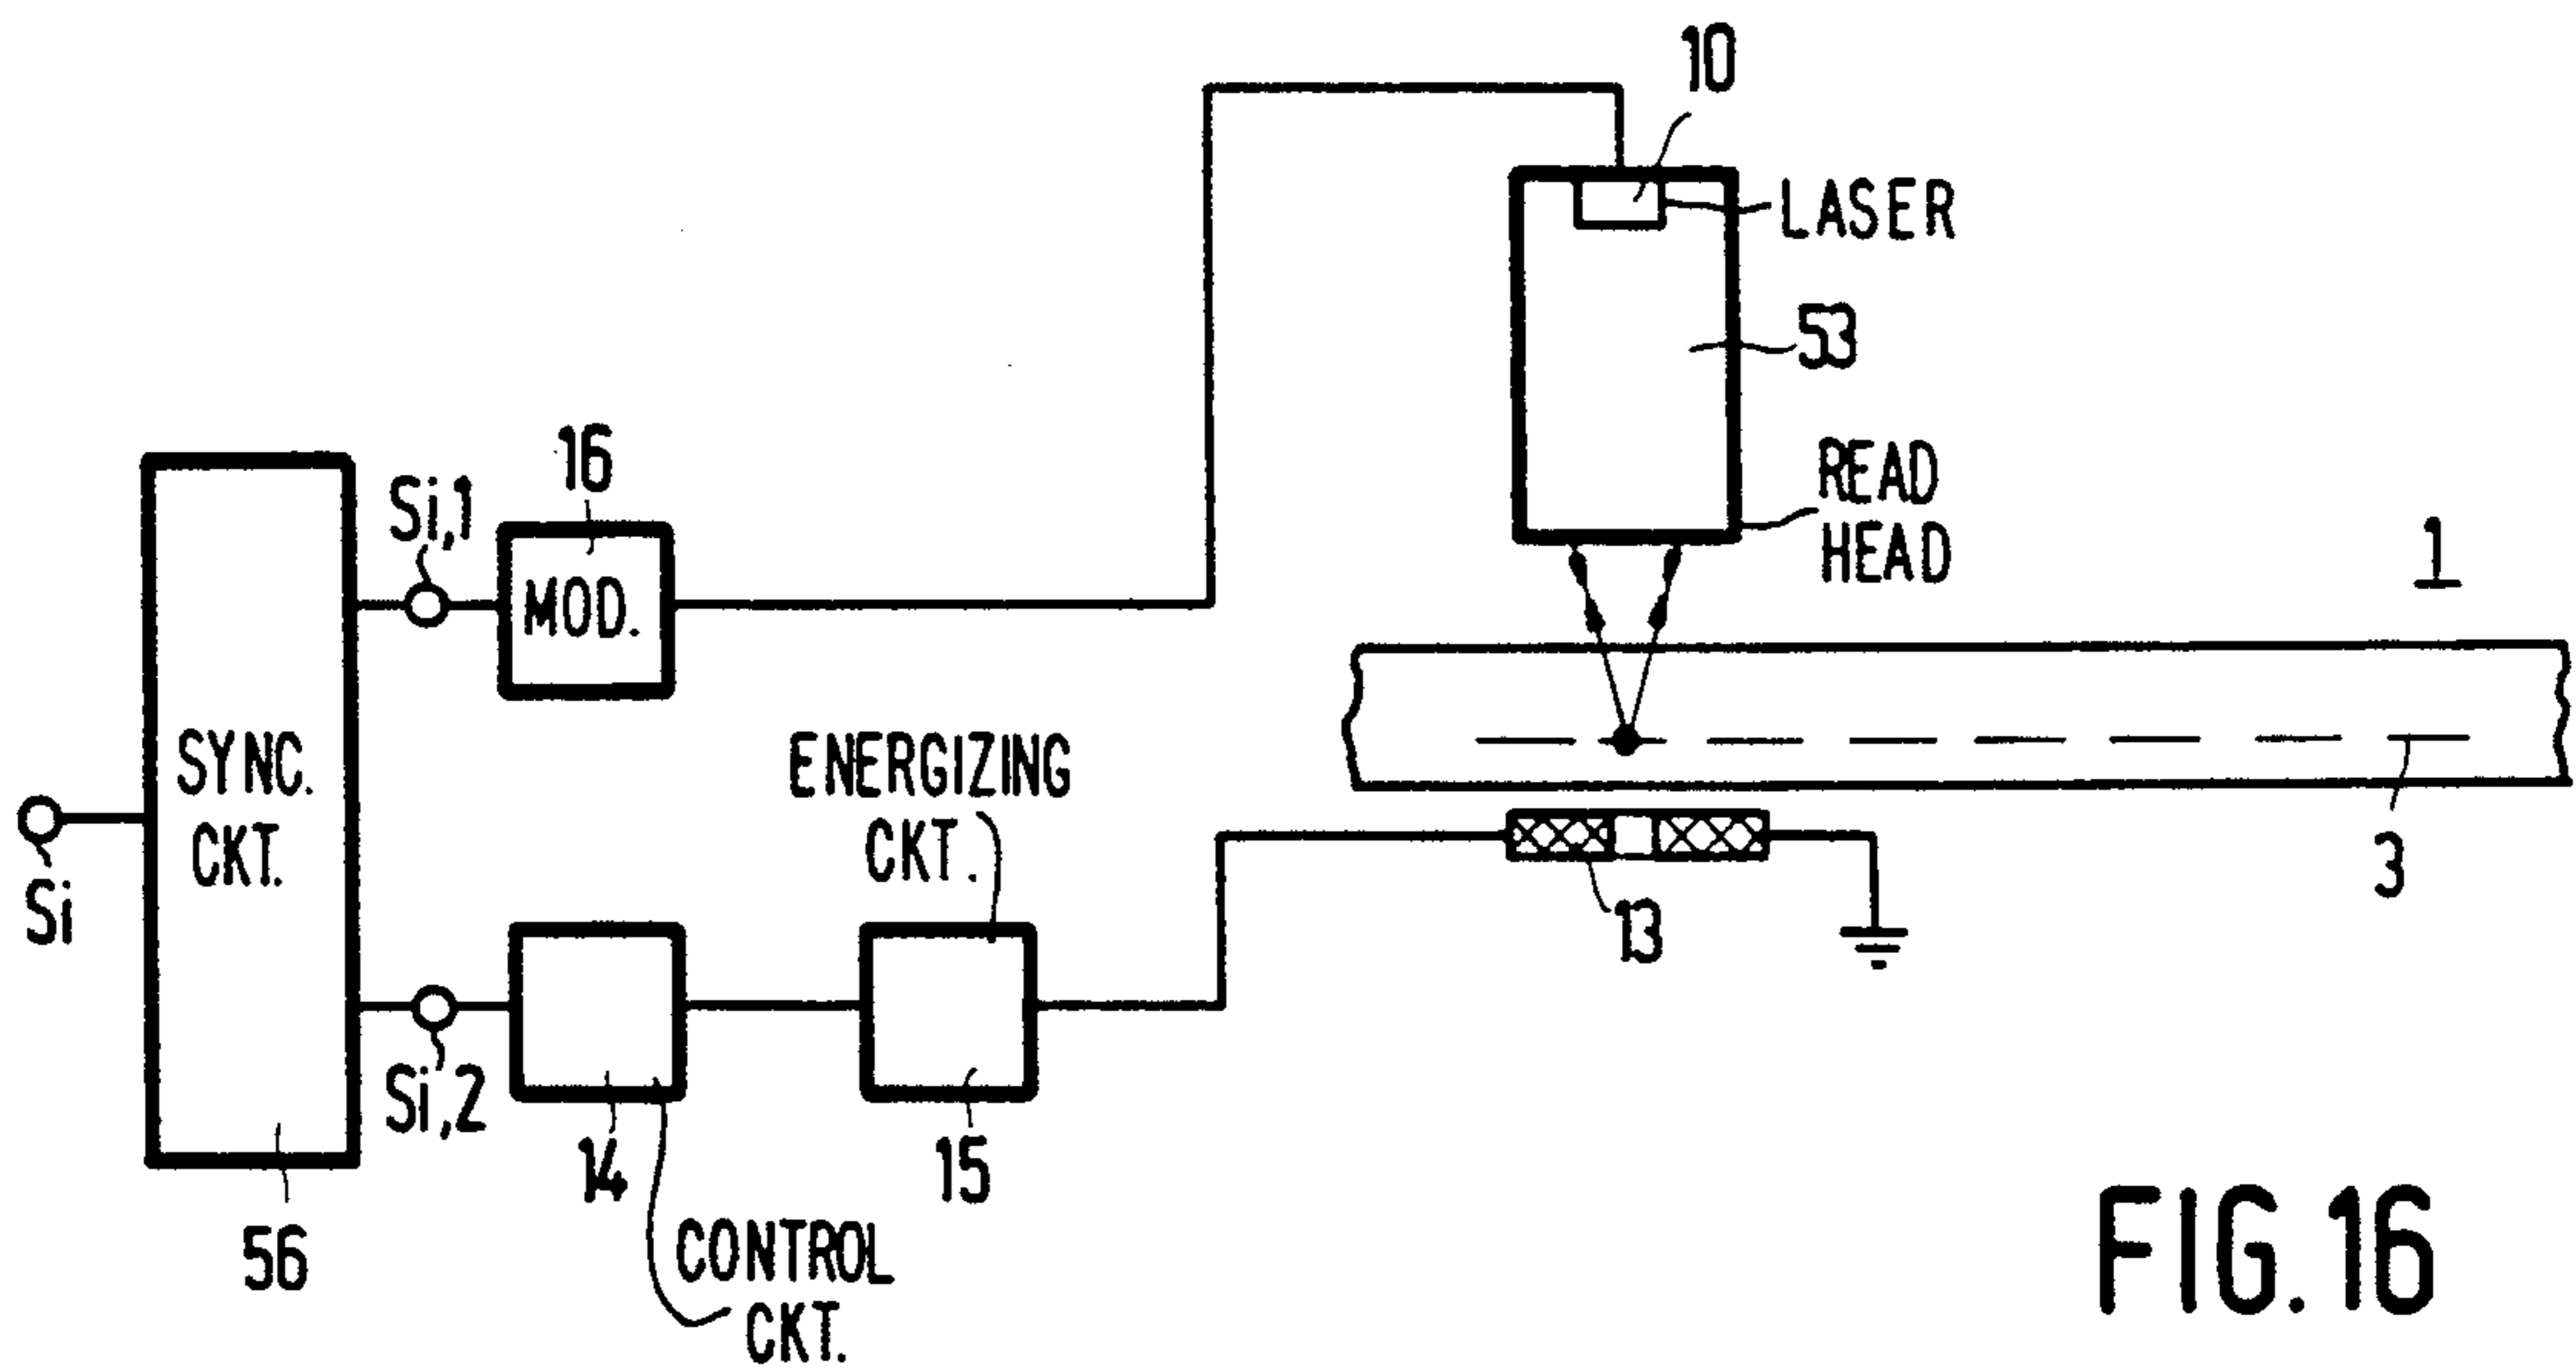 10
LASER
53
READ
HEAD
1
16
Si,1
MOD.
SYNC.
CKT.
ENERGIZING
CKT.
Si
3
13
Si,2
14
15
56
CONTROL
CKT.
FIG.16